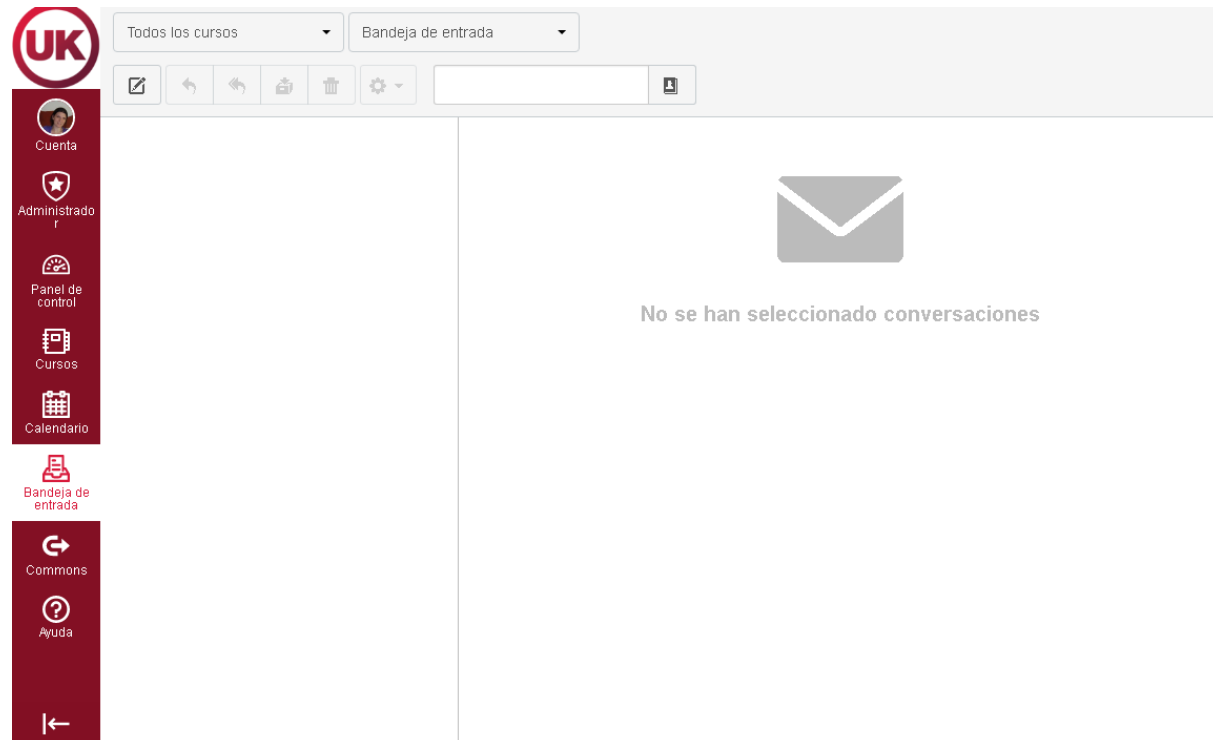 UK
Todos los cursos
Bandeja de entrada
Cuenta
Administrado
r
Panel de
control
Cursos
Calendario
Bandeja de
entrada
Commons
Ayuda
No se han seleccionado conversaciones